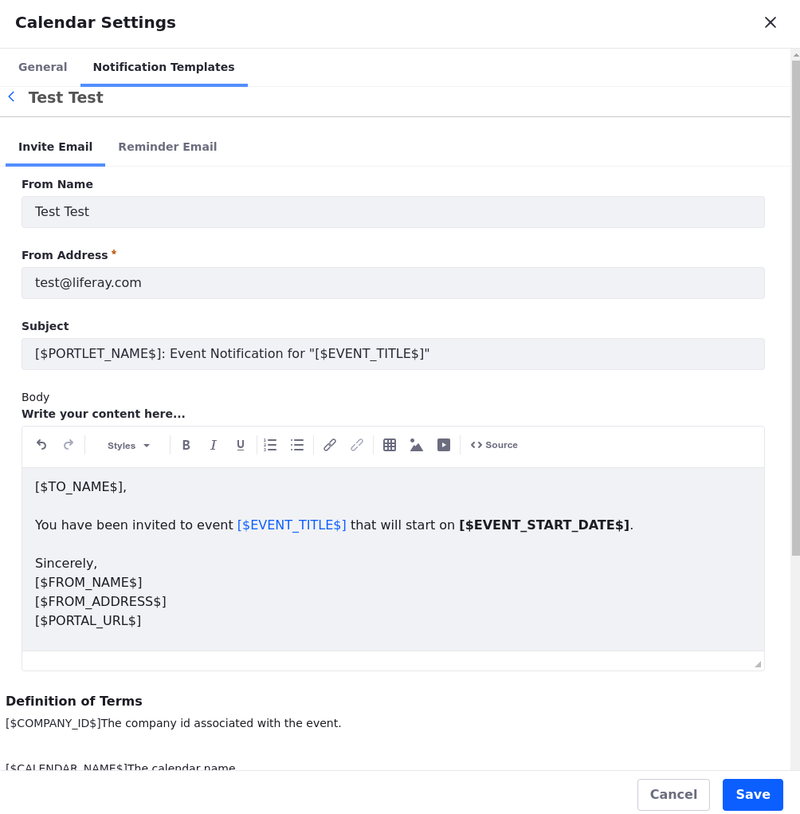 Calendar Settings
General
Notification Templates
Test Test
Invite Email
Reminder Email
From Name
Test Test
From Address *
test@liferay.com
Subject
[$PORTLET_NAME$]: Event Notification for "[$EVENT_TITLE$]"
Body
Write your content here...
Styles
B I U
Source
[$TO_NAME$],
You have been invited to event [$EVENT_TITLE$] that will start on [$EVENT_START_DATE$].
Sincerely,
[$FROM_NAME$]
[$FROM_ADDRESS$]
[$PORTAL_URL$]
Definition of Terms
[$COMPANY_ID$]The company id associated with the event.
[$CALENDAR_NAME$]The calendar name
Cancel
Save